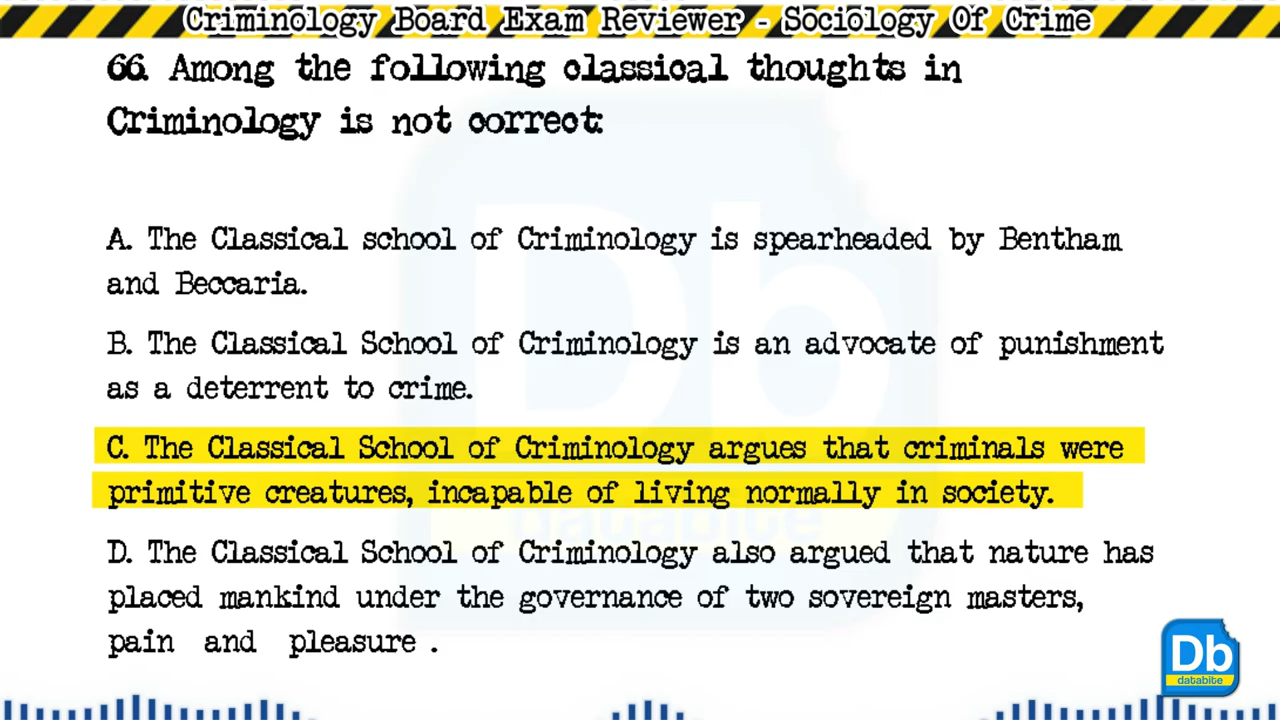 Criminology Board Exam Reviewer - Sociology Of Crime
66. Among the following classical thoughts in
Criminology is not correct:
A. The Classical school of Criminology is spearheaded by Bentham
and Beccaria.
B. The Classical School of Criminology is an advocate of punishment
as a deterrent to crime.
C. The Classical School of Criminology argues that criminals were
primitive creatures, incapable of living normally in society.
D. The Classical School of Criminology also argued that nature has
placed mankind under the governance of two sovereign masters,
pain and pleasure .
Db
databite
Db
databite